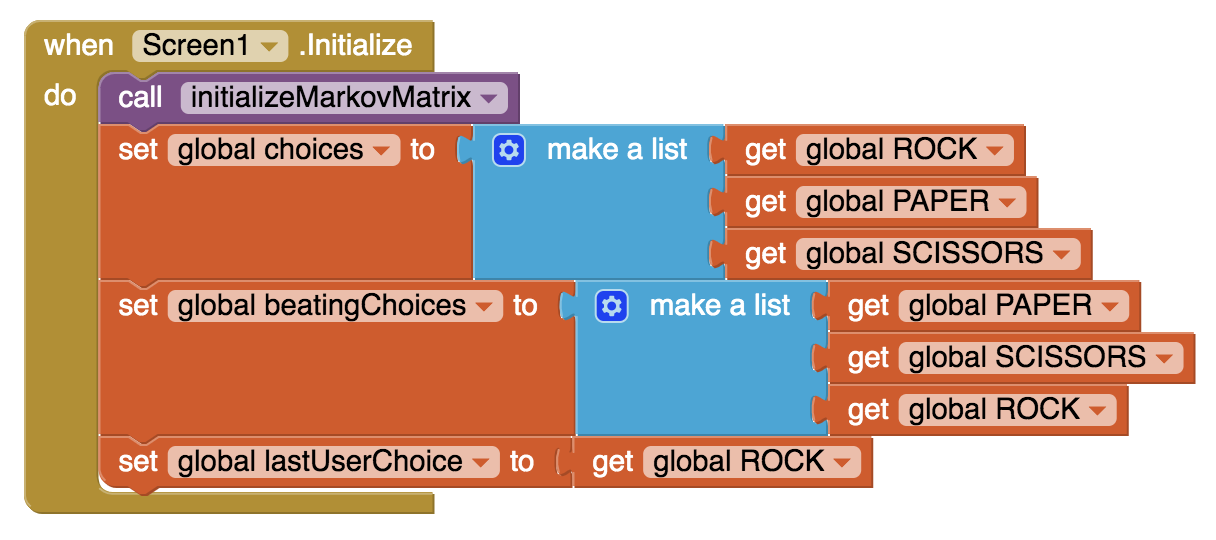 when Screen1 .Initialize
do call initializeMarkovMatrix
set global choices to make a list get global ROCK
get global PAPER
get global SCISSORS
set global beatingChoices to make a list get global PAPER
get global SCISSORS
get global ROCK
set global lastUserChoice to get global ROCK